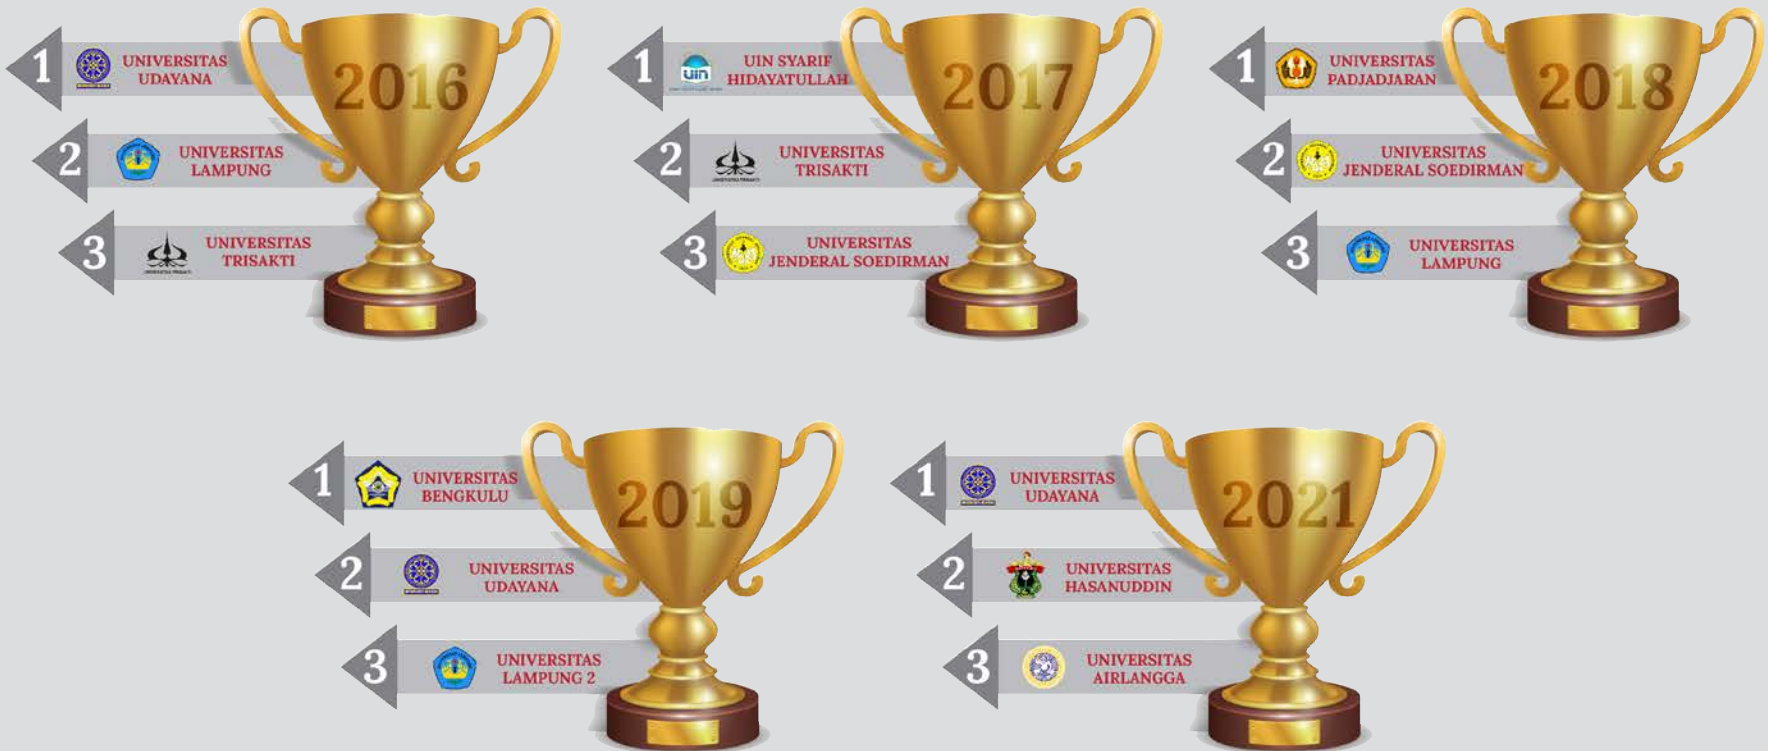 2016
1
UNIVERSITAS
UDAYANA
2
UNIVERSITAS
LAMPUNG
3
UNIVERSITAS
TRISAKTI
2017
1
uin
UIN SYARIF
HIDAYATULLAH
2
UNIVERSITAS
TRISAKTI
3
UNIVERSITAS
JENDERAL SOEDIRMAN
2018
1
UNIVERSITAS
PADJADJARAN
2
UNIVERSITAS
JENDERAL SOEDIRMAN
3
UNIVERSITAS
LAMPUNG
2019
1
UNIVERSITAS
BENGKULU
2
UNIVERSITAS
UDAYANA
3
UNIVERSITAS
LAMPUNG 2
2021
1
UNIVERSITAS
UDAYANA
2
UNIVERSITAS
HASANUDDIN
3
UNIVERSITAS
AIRLANGGA